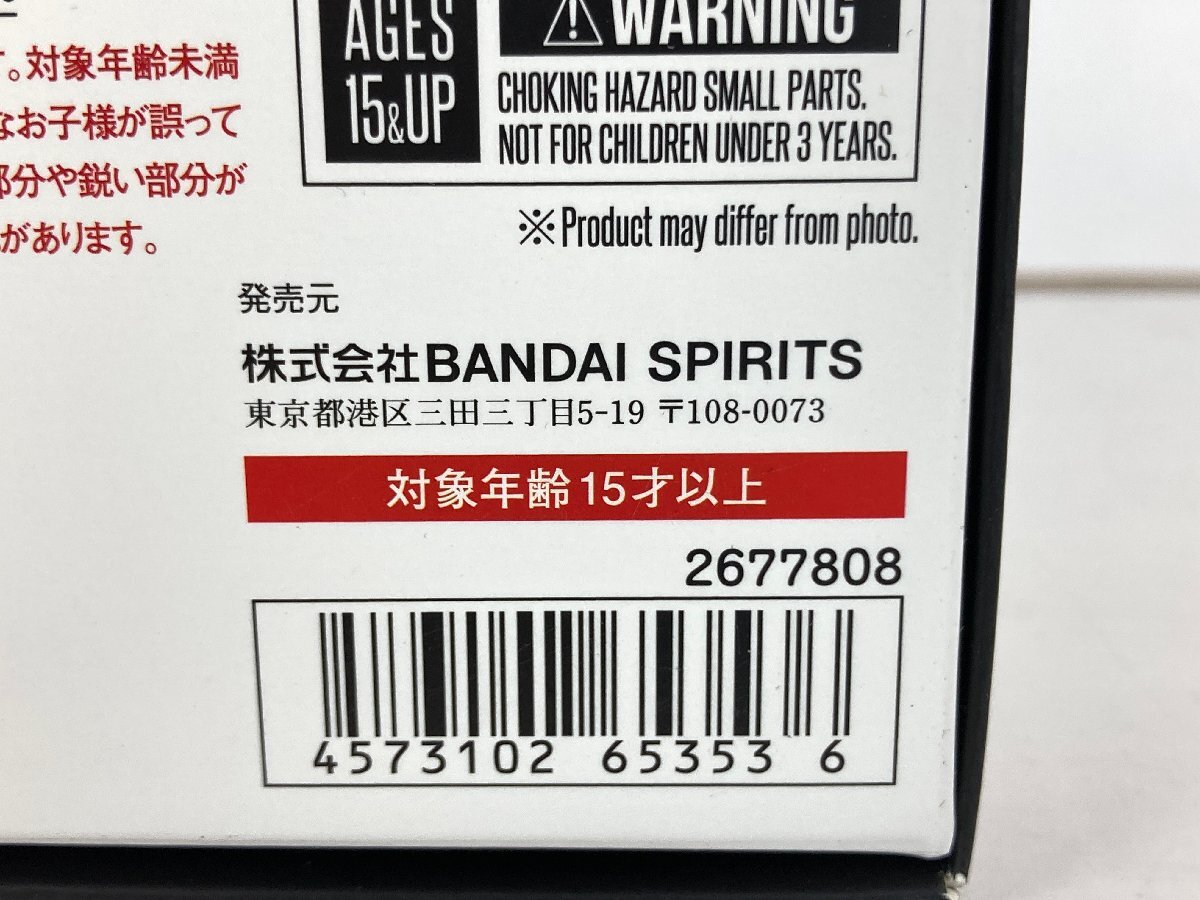 。対象年齢未満
なお子様が誤って
部分や鋭い部分が
があります。
AGES
15&UP
⚠WARNING
CHOKING HAZARD SMALL PARTS.
NOT FOR CHILDREN UNDER 3 YEARS.
※Product may differ from photo.
発売元
株式会社BANDAI SPIRITS
東京都港区三田三丁目5-19 〒108-0073
対象年齢15才以上
2677808
4573102 65353 6